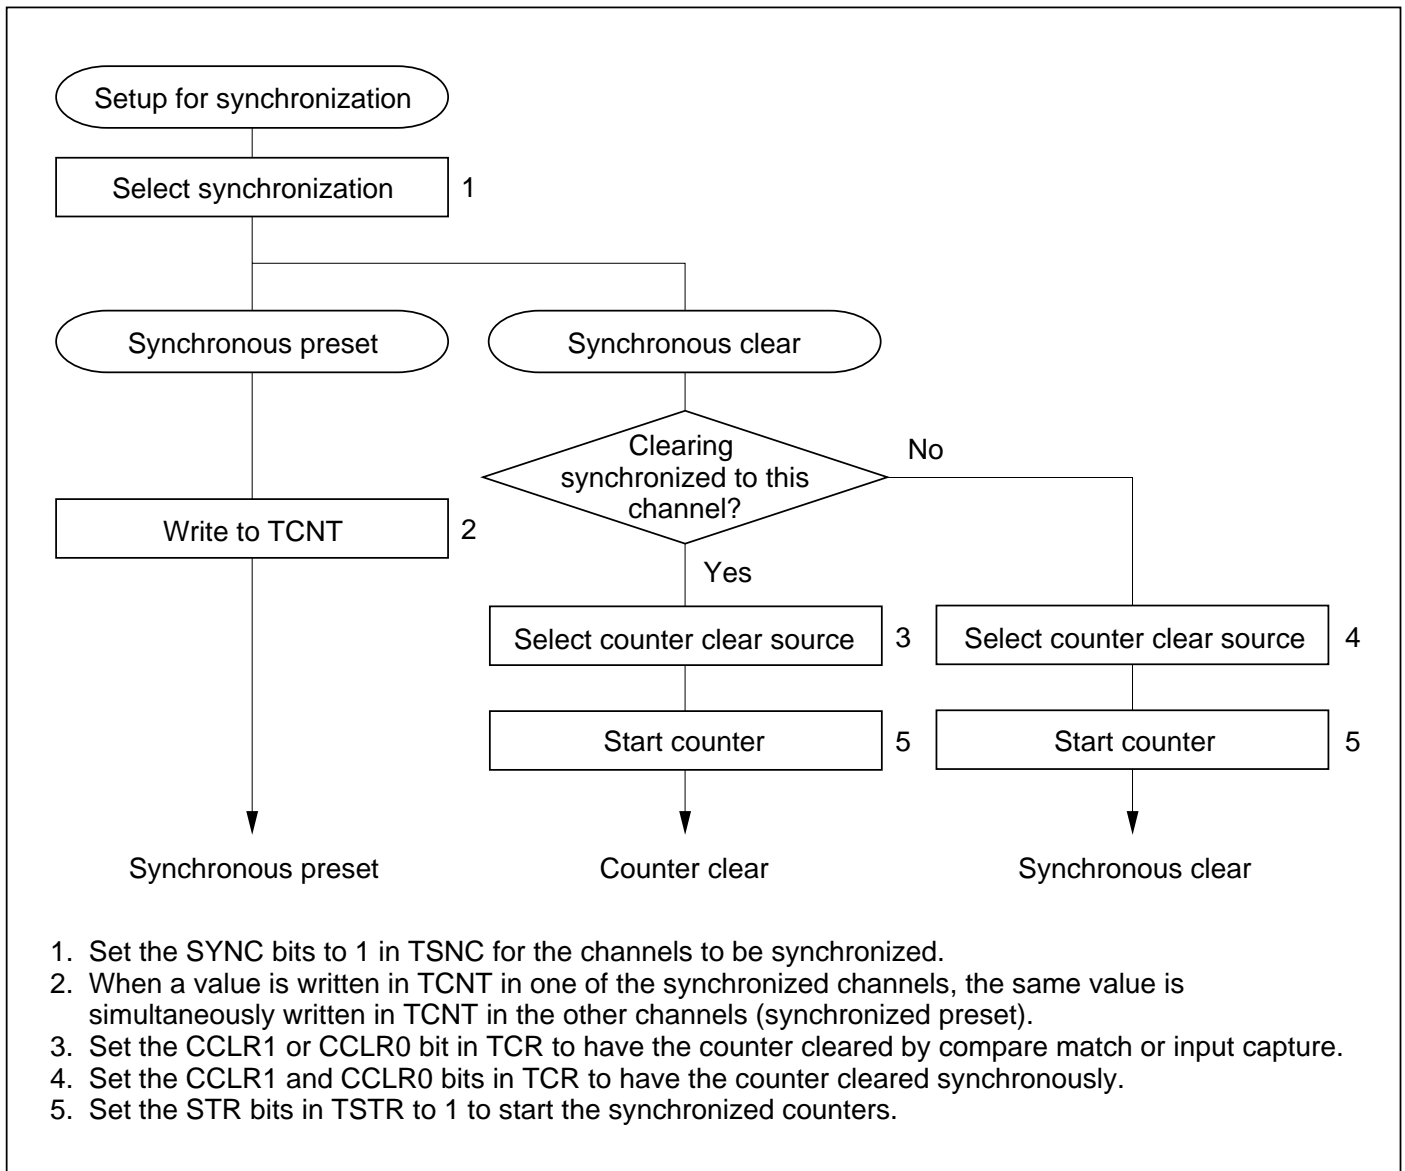 Setup for synchronization
Select synchronization 1
Synchronous preset
Synchronous clear
Clearing
synchronized to this
channel?
No
Write to TCNT 2
Yes
Select counter clear source 3
Select counter clear source 4
Start counter 5
Start counter 5
Synchronous preset
Counter clear
Synchronous clear
1. Set the SYNC bits to 1 in TSNC for the channels to be synchronized.
2. When a value is written in TCNT in one of the synchronized channels, the same value is
simultaneously written in TCNT in the other channels (synchronized preset).
3. Set the CCLR1 or CCLR0 bit in TCR to have the counter cleared by compare match or input capture.
4. Set the CCLR1 and CCLR0 bits in TCR to have the counter cleared synchronously.
5. Set the STR bits in TSTR to 1 to start the synchronized counters.